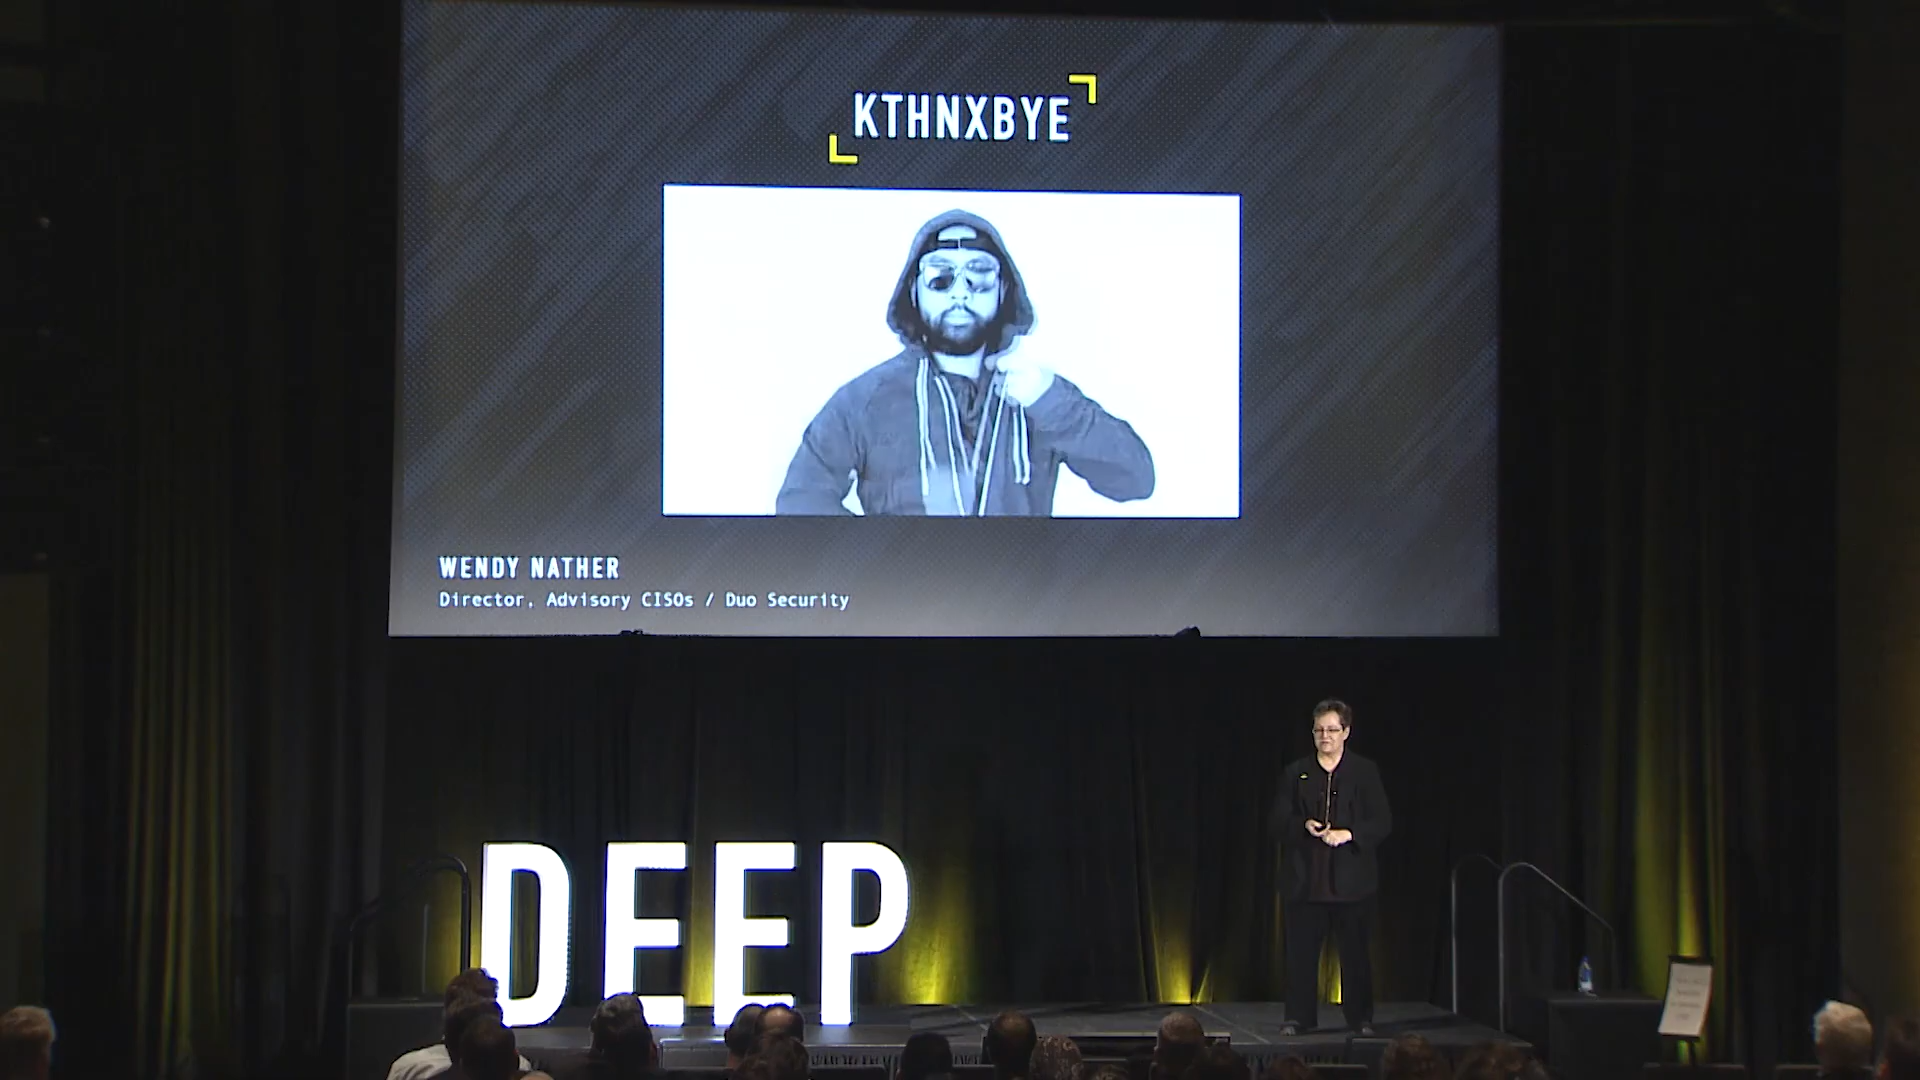 KTHNXBYE
WENDY NATHER
Director, Advisory CISOs / Duo Security
DEEP